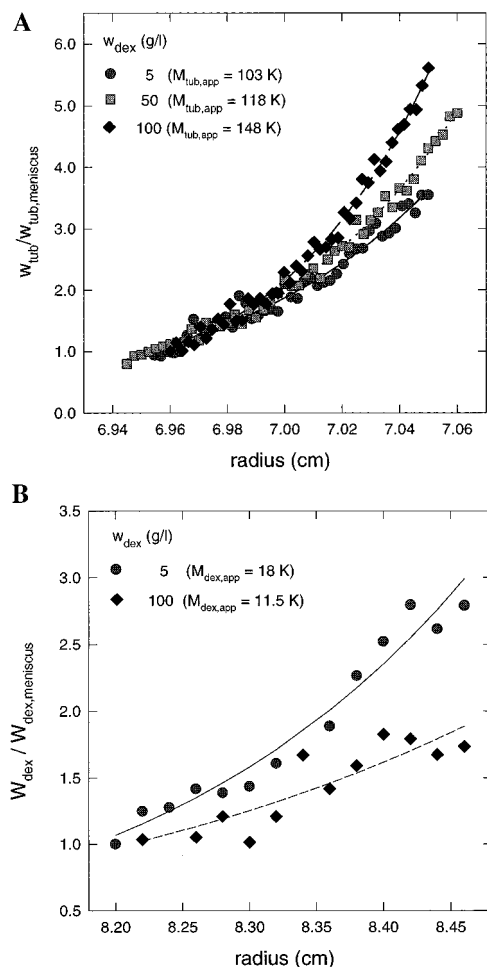 A
w_dex
(g/l)
5 (M_tub,app = 103 K)
50 (M_tub,app = 118 K)
100 (M_tub,app = 148 K)
w_tub/w_tub,meniscus
6.0
5.0
4.0
3.0
2.0
1.0
0.0
6.94 6.96 6.98 7.00 7.02 7.04 7.06
radius (cm)
B
w_dex (g/l)
5 (M_dex,app = 18 K)
100 (M_dex,app = 11.5 K)
W_dex / W_dex,meniscus
3.5
3.0
2.5
2.0
1.5
1.0
0.5
8.20 8.25 8.30 8.36 8.40 8.45
radius (cm)